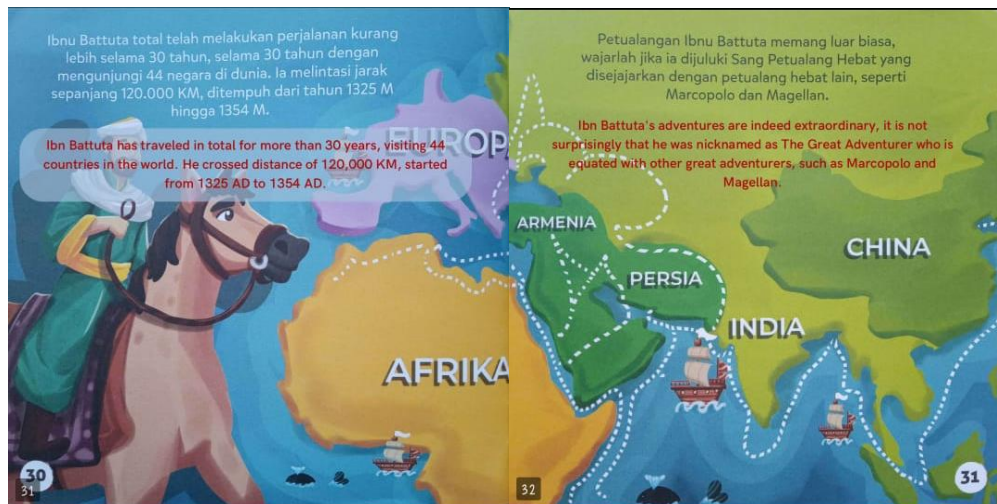 Ibnu Battuta total telah melakukan perjalanan kurang
lebih selama 30 tahun, selama 30 tahun dengan
mengunjungi 44 negara di dunia. Ia melintasi jarak
sepanjang 120.000 KM, ditempuh dari tahun 1325 M
hingga 1354 M.
Ibn Battuta has traveled in total for more than 30 years, visiting 44
countries in the world. He crossed distance of 120,000 KM, started
from 1325 AD to 1354 AD.
EUROP
AFRIKA
30
31
Petualangan Ibnu Battuta memang luar biasa,
wajarlah jika ia dijuluki Sang Petualang Hebat yang
disejajarkan dengan petualang hebat lain, seperti
Marcopolo dan Magellan.
Ibn Battuta's adventures are indeed extraordinary, it is not
surprisingly that he was nicknamed as The Great Adventurer who is
equated with other great adventurers, such as Marcopolo and
Magellan.
ARMENIA
CHINA
PERSIA
INDIA
32
31